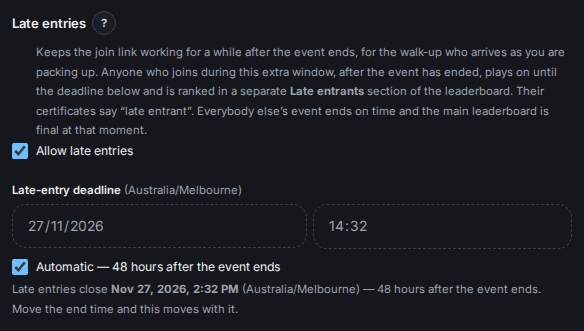 Late entries ?
Keeps the join link working for a while after the event ends, for the walk-up who arrives as you are
packing up. Anyone who joins during this extra window, after the event has ended, plays on until
the deadline below and is ranked in a separate Late entrants section of the leaderboard. Their
certificates say “late entrant”. Everybody else’s event ends on time and the main leaderboard is
final at that moment.
Allow late entries
Late-entry deadline (Australia/Melbourne)
27/11/2026 14:32
Automatic — 48 hours after the event ends
Late entries close Nov 27, 2026, 2:32 PM (Australia/Melbourne) — 48 hours after the event ends.
Move the end time and this moves with it.